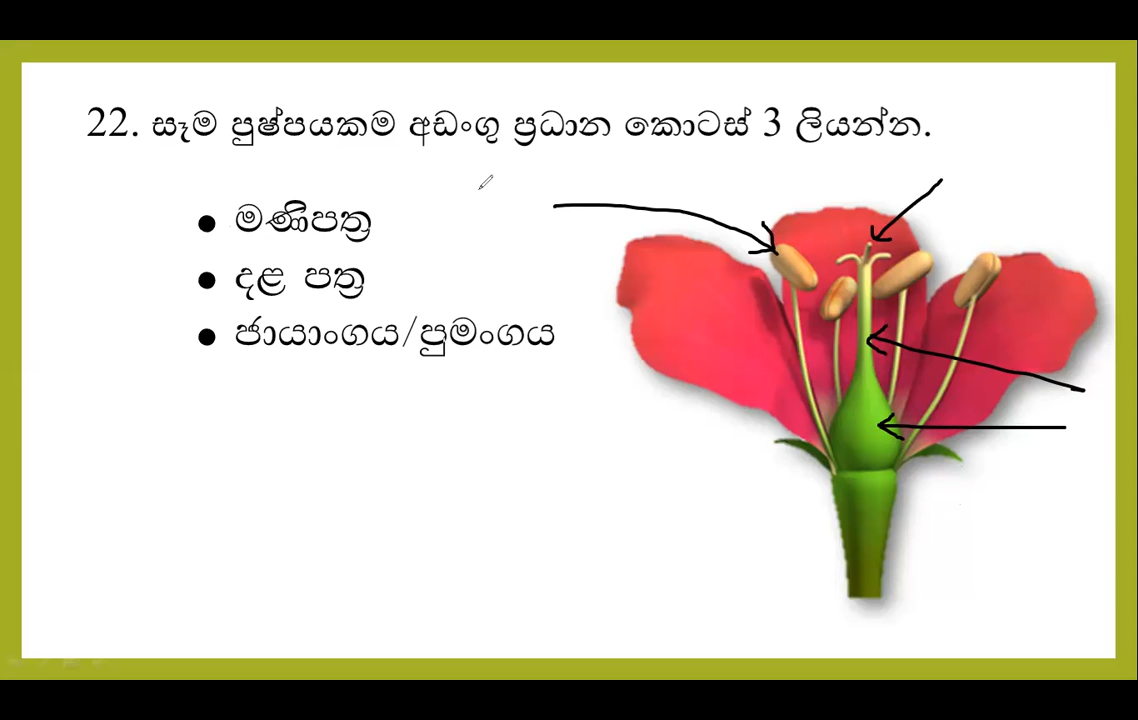 22. සෑම පුෂ්පයකම අඩංගු ප්‍රධාන කොටස් 3 ලියන්න.
● මණිපත්‍ර
● දළ පත්‍ර
● ජායාංගය/පුමංගය